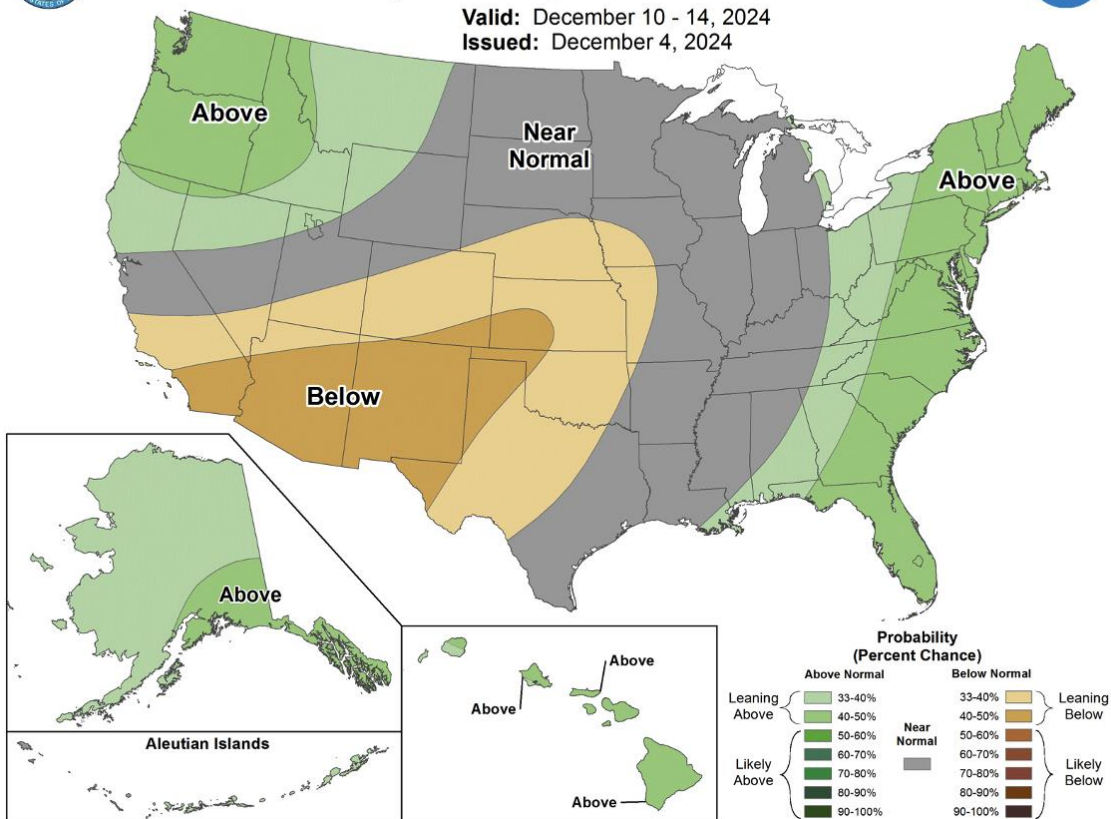 STATES OF
Valid: December 10 - 14, 2024
Issued: December 4, 2024
Above
Near
Normal
Above
Below
Above
Aleutian Islands
Above
Above
Above
Probability
(Percent Chance)
Above Normal
Below Normal
Leaning
Above
33-40%
40-50%
Likely
Above
50-60%
60-70%
70-80%
80-90%
90-100%
Near
Normal
33-40%
40-50%
Leaning
Below
50-60%
60-70%
70-80%
80-90%
90-100%
Likely
Below